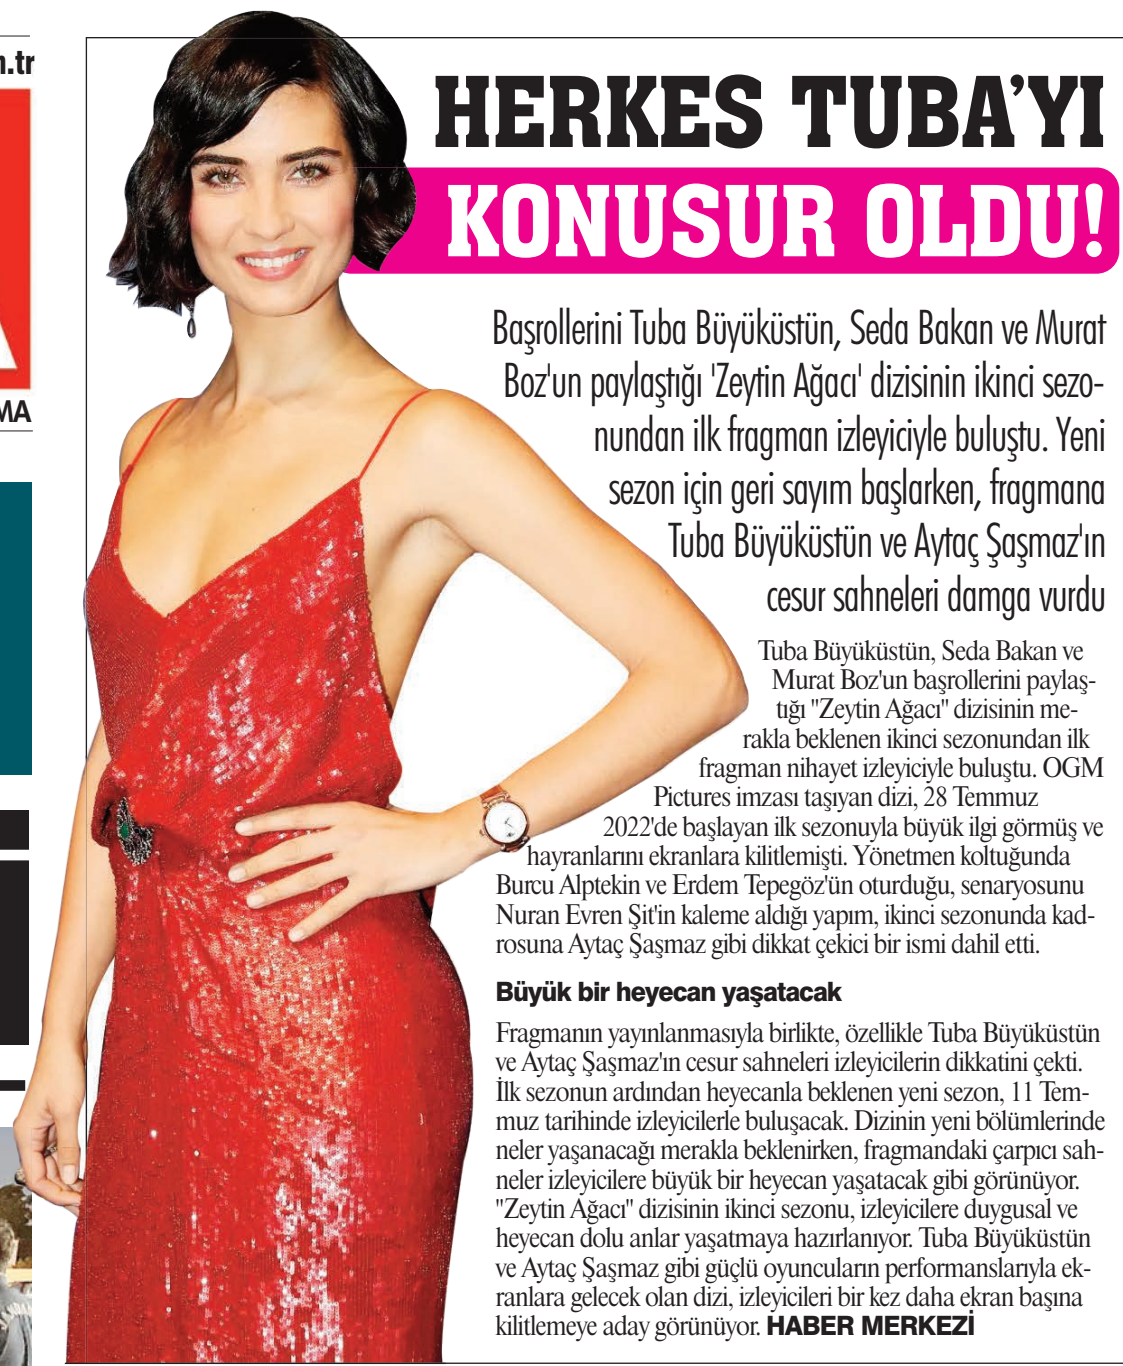 n.tr
MA
HERKES TUBA'YI
KONUSUR OLDU!
Başrollerini Tuba Büyüküstün, Seda Bakan ve Murat
Boz'un paylaştığı 'Zeytin Ağacı' dizisinin ikinci sezo-
nundan ilk fragman izleyiciyle buluştu. Yeni
sezon için geri sayım başlarken, fragmana
Tuba Büyüküstün ve Aytaç Şaşmaz'ın
cesur sahneleri damga vurdu
Tuba Büyüküstün, Seda Bakan ve
Murat Boz'un başrollerini paylaş-
tığı "Zeytin Ağacı" dizisinin me-
rakla beklenen ikinci sezonundan ilk
fragman nihayet izleyiciyle buluştu. OGM
Pictures imzası taşıyan dizi, 28 Temmuz
2022'de başlayan ilk sezonuyla büyük ilgi görmüş ve
hayranlarını ekranlara kilitlemişti. Yönetmen koltuğunda
Burcu Alptekin ve Erdem Tepegöz'ün oturduğu, senaryosunu
Nuran Evren Şit'in kaleme aldığı yapım, ikinci sezonunda kad-
rosuna Aytaç Şaşmaz gibi dikkat çekici bir ismi dahil etti.
Büyük bir heyecan yaşatacak
Fragmanın yayınlanmasıyla birlikte, özellikle Tuba Büyüküstün
ve Aytaç Şaşmaz'ın cesur sahneleri izleyicilerin dikkatini çekti.
İlk sezonun ardından heyecanla beklenen yeni sezon, 11 Tem-
muz tarihinde izleyicilerle buluşacak. Dizinin yeni bölümlerinde
neler yaşanacağı merakla beklenirken, fragmandaki çarpıcı sah-
neler izleyicilere büyük bir heyecan yaşatacak gibi görünüyor.
"Zeytin Ağacı" dizisinin ikinci sezonu, izleyicilere duygusal ve
heyecan dolu anlar yaşatmaya hazırlanıyor. Tuba Büyüküstün
ve Aytaç Şaşmaz gibi güçlü oyuncuların performanslarıyla ek-
ranlara gelecek olan dizi, izleyicileri bir kez daha ekran başına
kilitlemeye aday görünüyor. HABER MERKEZİ